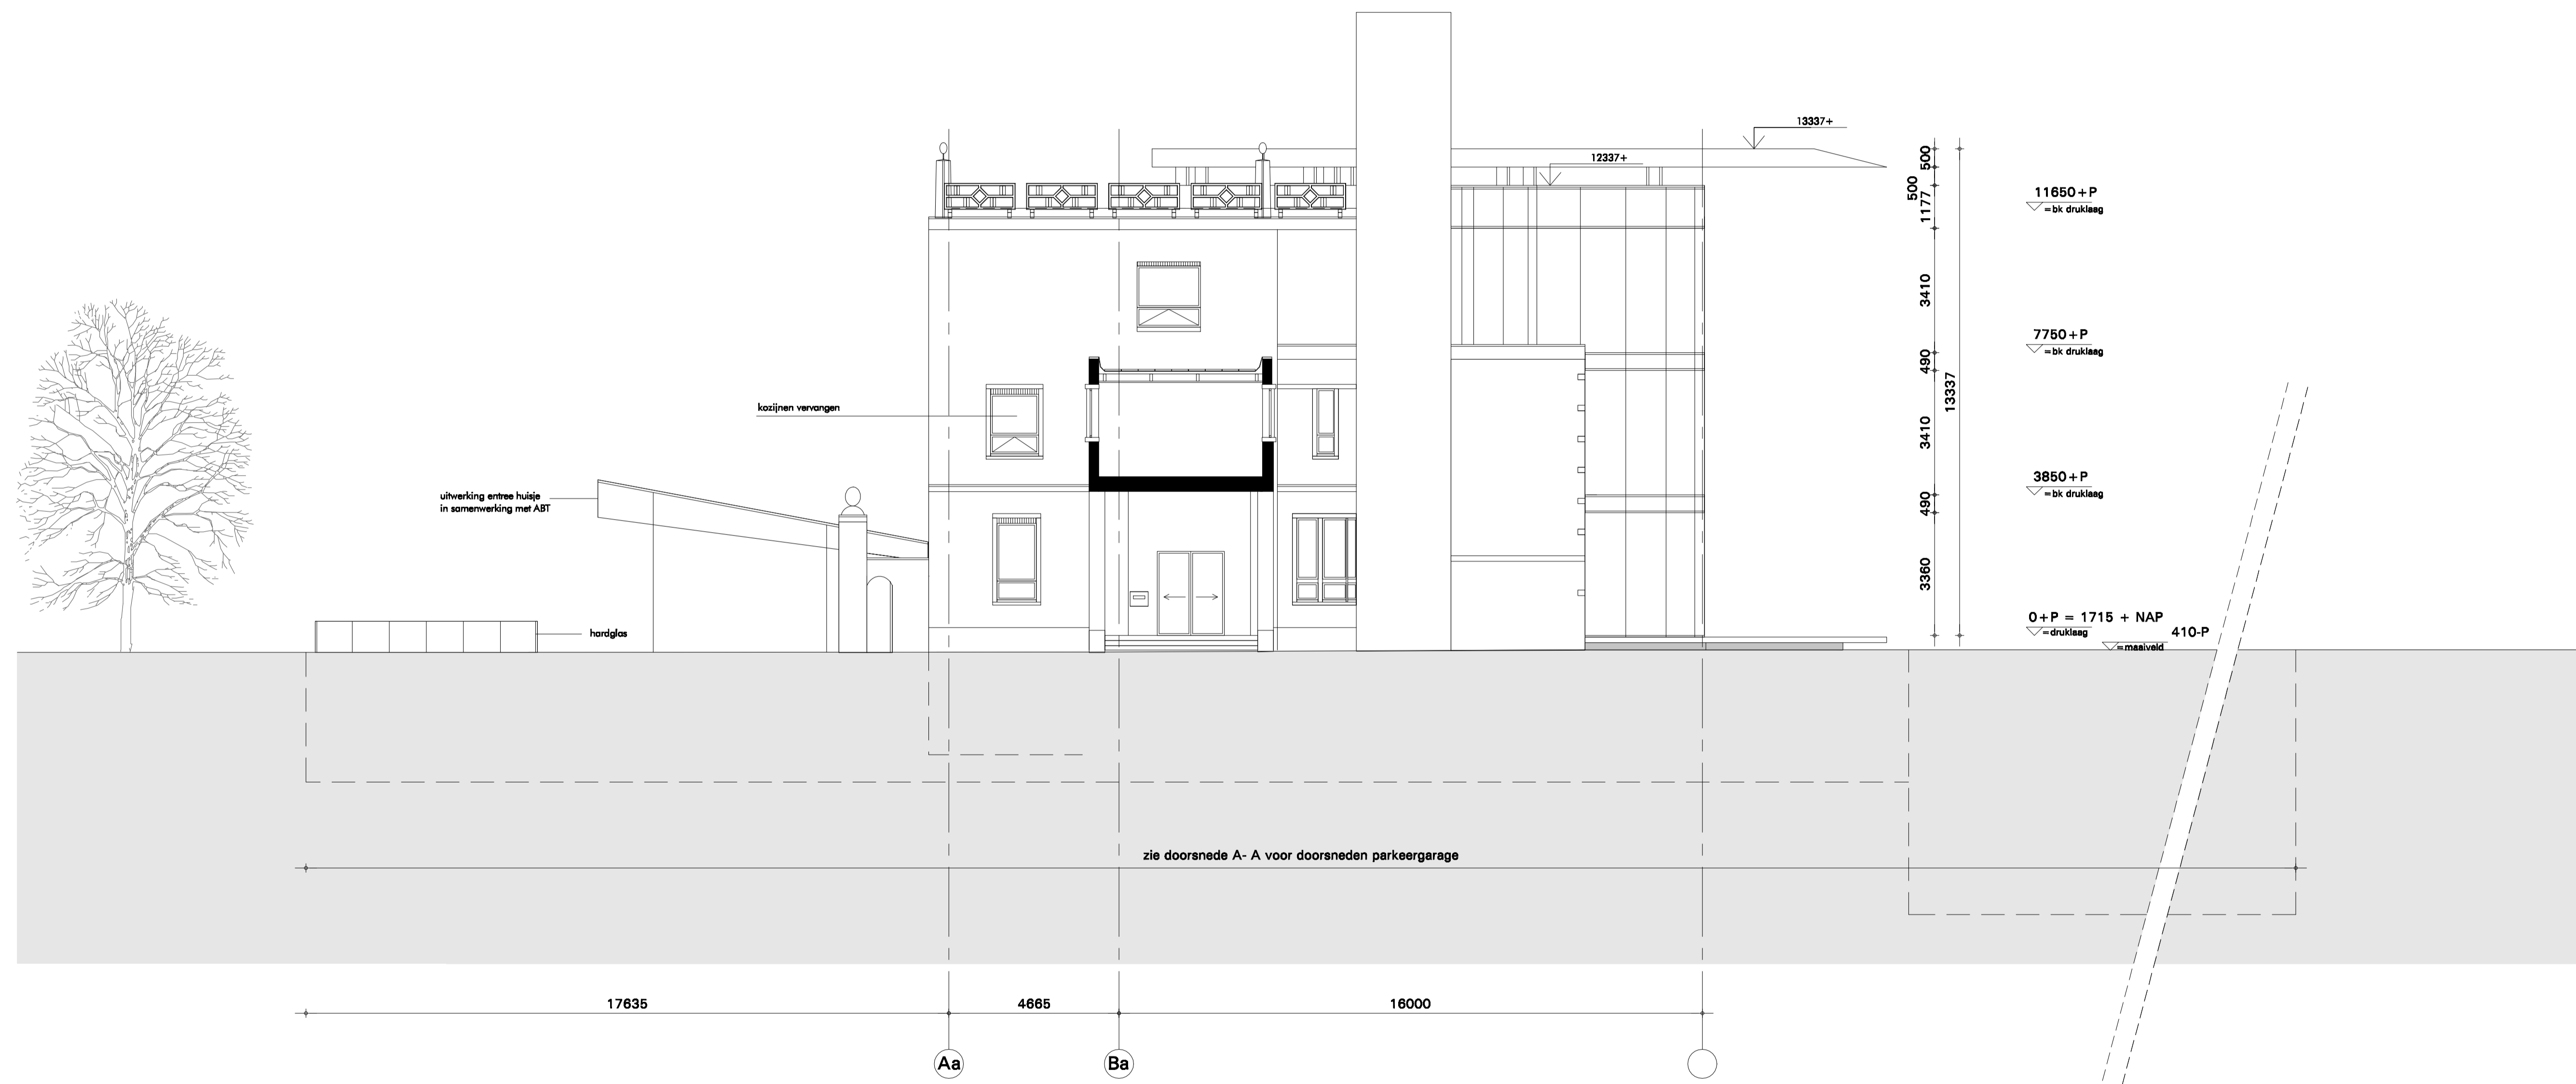 13337+
12337+
500
500
1177
11650+P
=bk druklaag
3410
7750+P
=bk druklaag
490
13337
kozijnen vervangen
3410
3850+P
=bk druklaag
uitwerking entree huisje
in samenwerking met ABT
490
3360
0+P = 1715 + NAP
=druklaag
410-P
=maaiveld
hardglas
zie doorsnede A- A voor doorsneden parkeergarage
17635
4665
16000
Aa
Ba